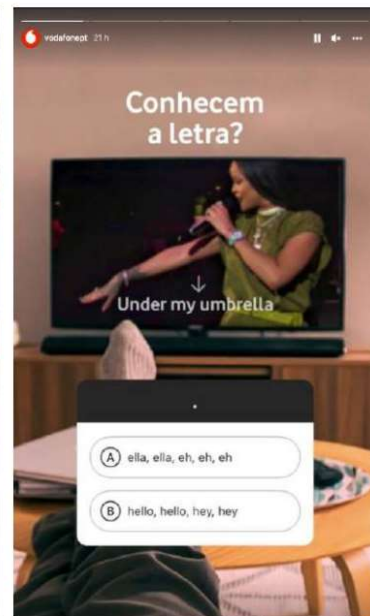 vodafonept 21 h
Conhecem
a letra?
Under my umbrella
A ella, ella, eh, eh, eh
B hello, hello, hey, hey